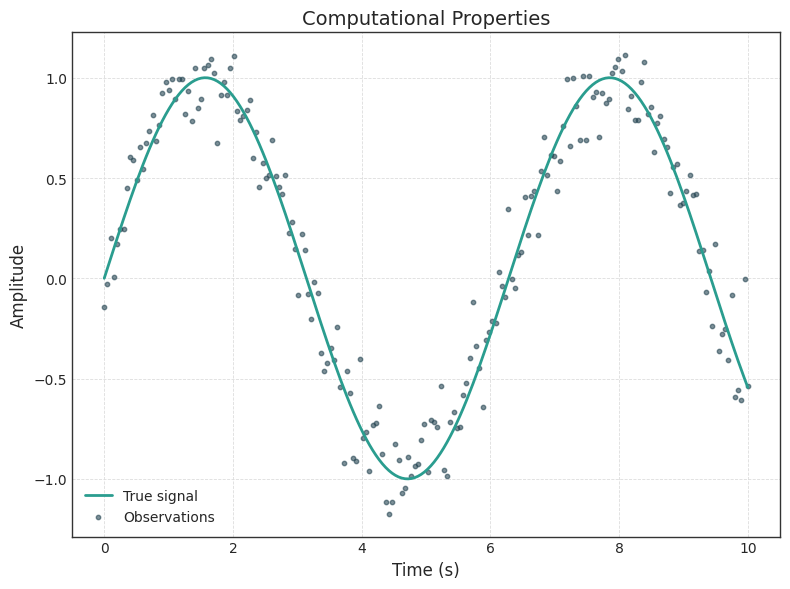 Computational Properties
Amplitude
1.0
0.5
0.0
−0.5
−1.0
True signal
Observations
0 2 4 6 8 10
Time (s)